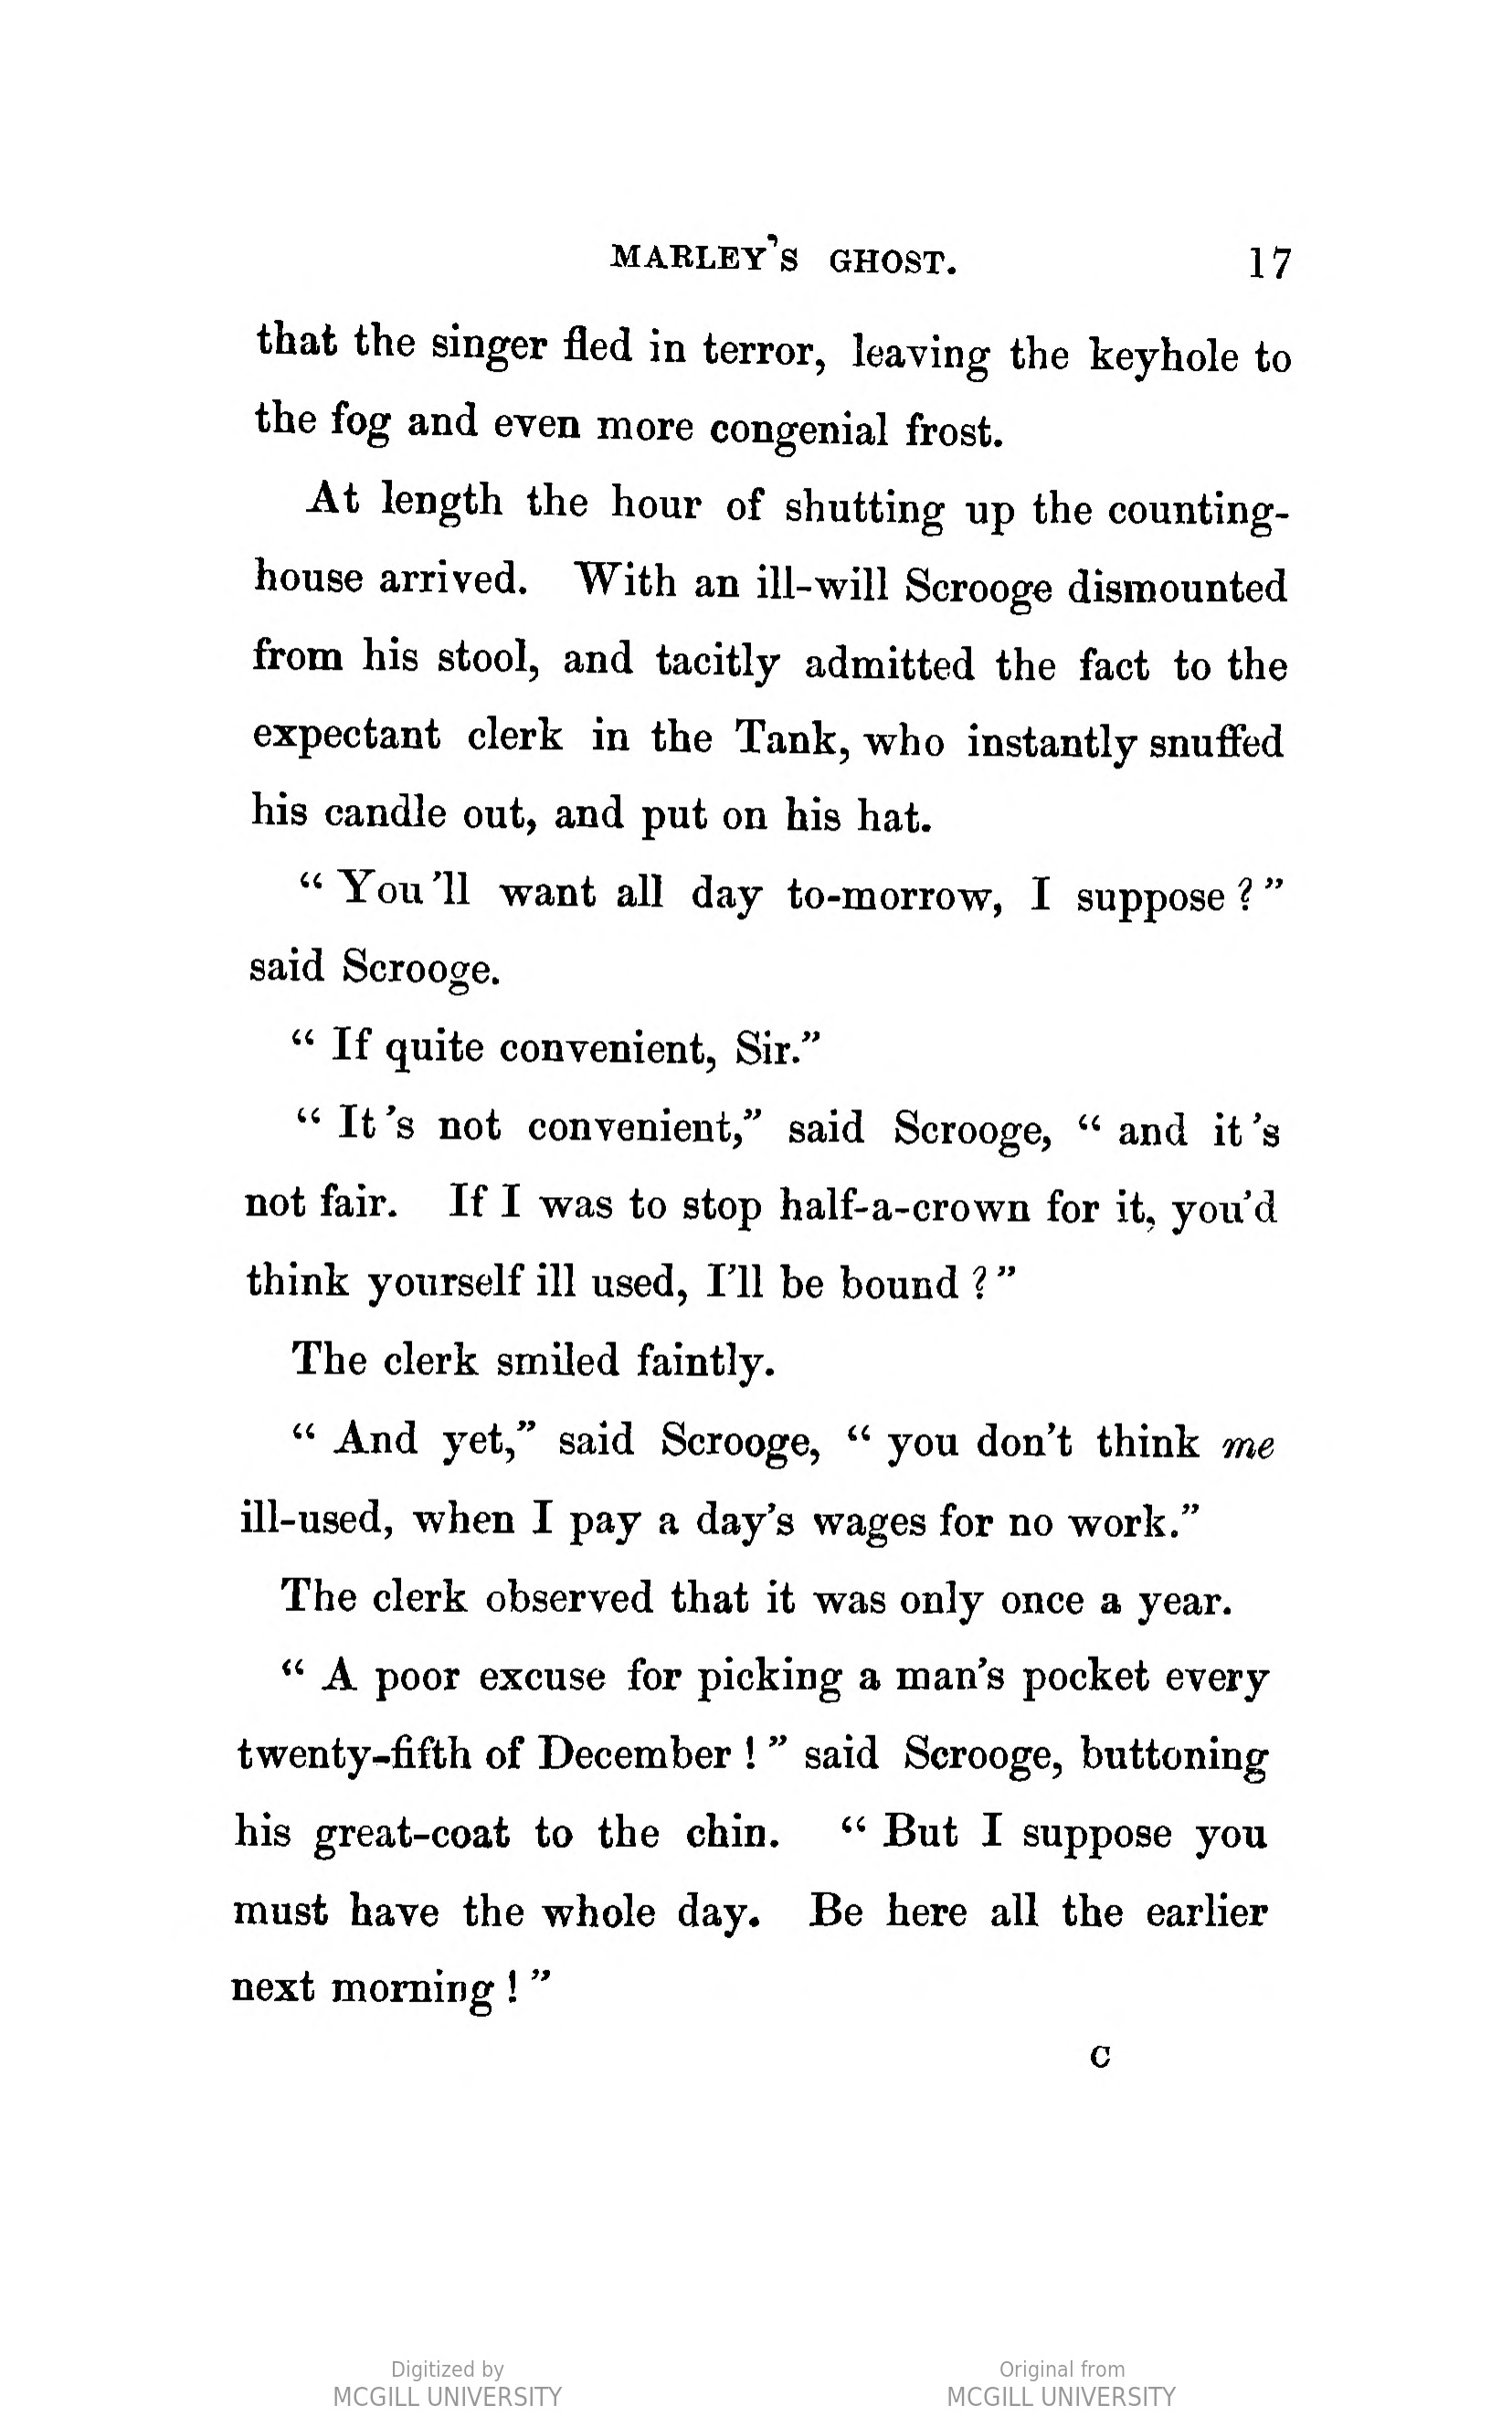 MARLEY'S GHOST. 17
that the singer fled in terror, leaving the keyhole to
the fog and even more congenial frost.
At length the hour of shutting up the counting-
house arrived. With an ill-will Scrooge dismounted
from his stool, and tacitly admitted the fact to the
expectant clerk in the Tank, who instantly snuffed
his candle out, and put on his hat.
“ You 'll want all day to-morrow, I suppose ? ”
said Scrooge.
“ If quite convenient, Sir.”
“ It 's not convenient,” said Scrooge, “ and it 's
not fair. If I was to stop half-a-crown for it, you'd
think yourself ill used, I'll be bound ? ”
The clerk smiled faintly.
“ And yet,” said Scrooge, “ you don't think me
ill-used, when I pay a day's wages for no work.”
The clerk observed that it was only once a year.
“ A poor excuse for picking a man's pocket every
twenty-fifth of December ! ” said Scrooge, buttoning
his great-coat to the chin. “ But I suppose you
must have the whole day. Be here all the earlier
next morning ! ”
C
Digitized by
MCGILL UNIVERSITY
Original from
MCGILL UNIVERSITY